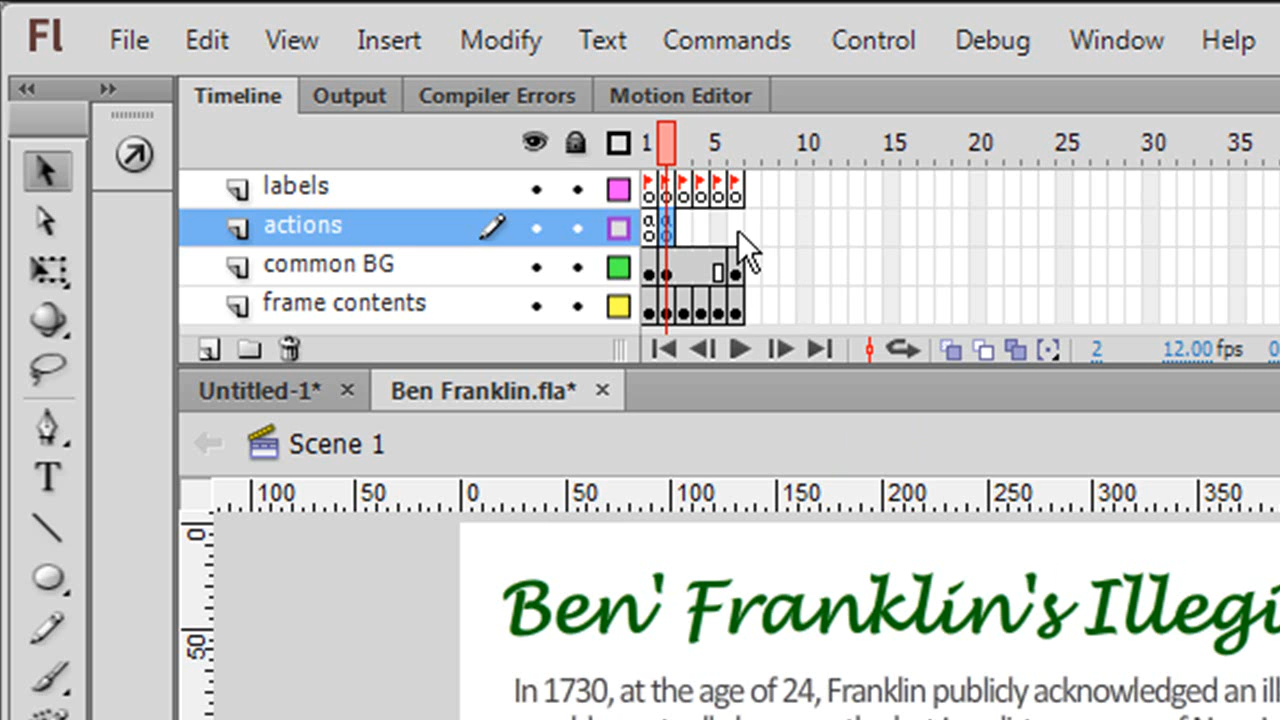 Fl File Edit View Insert Modify Text Commands Control Debug Window Help
Timeline Output Compiler Errors Motion Editor
1 5 10 15 20 25 30 35
labels
actions
common BG
frame contents
2 12.00 fps
Untitled-1* Ben Franklin.fla*
Scene 1
100 50 0 50 100 150 200 250 300 350
0
50
Ben' Franklin's Illegi
In 1730, at the age of 24, Franklin publicly acknowledged an ill